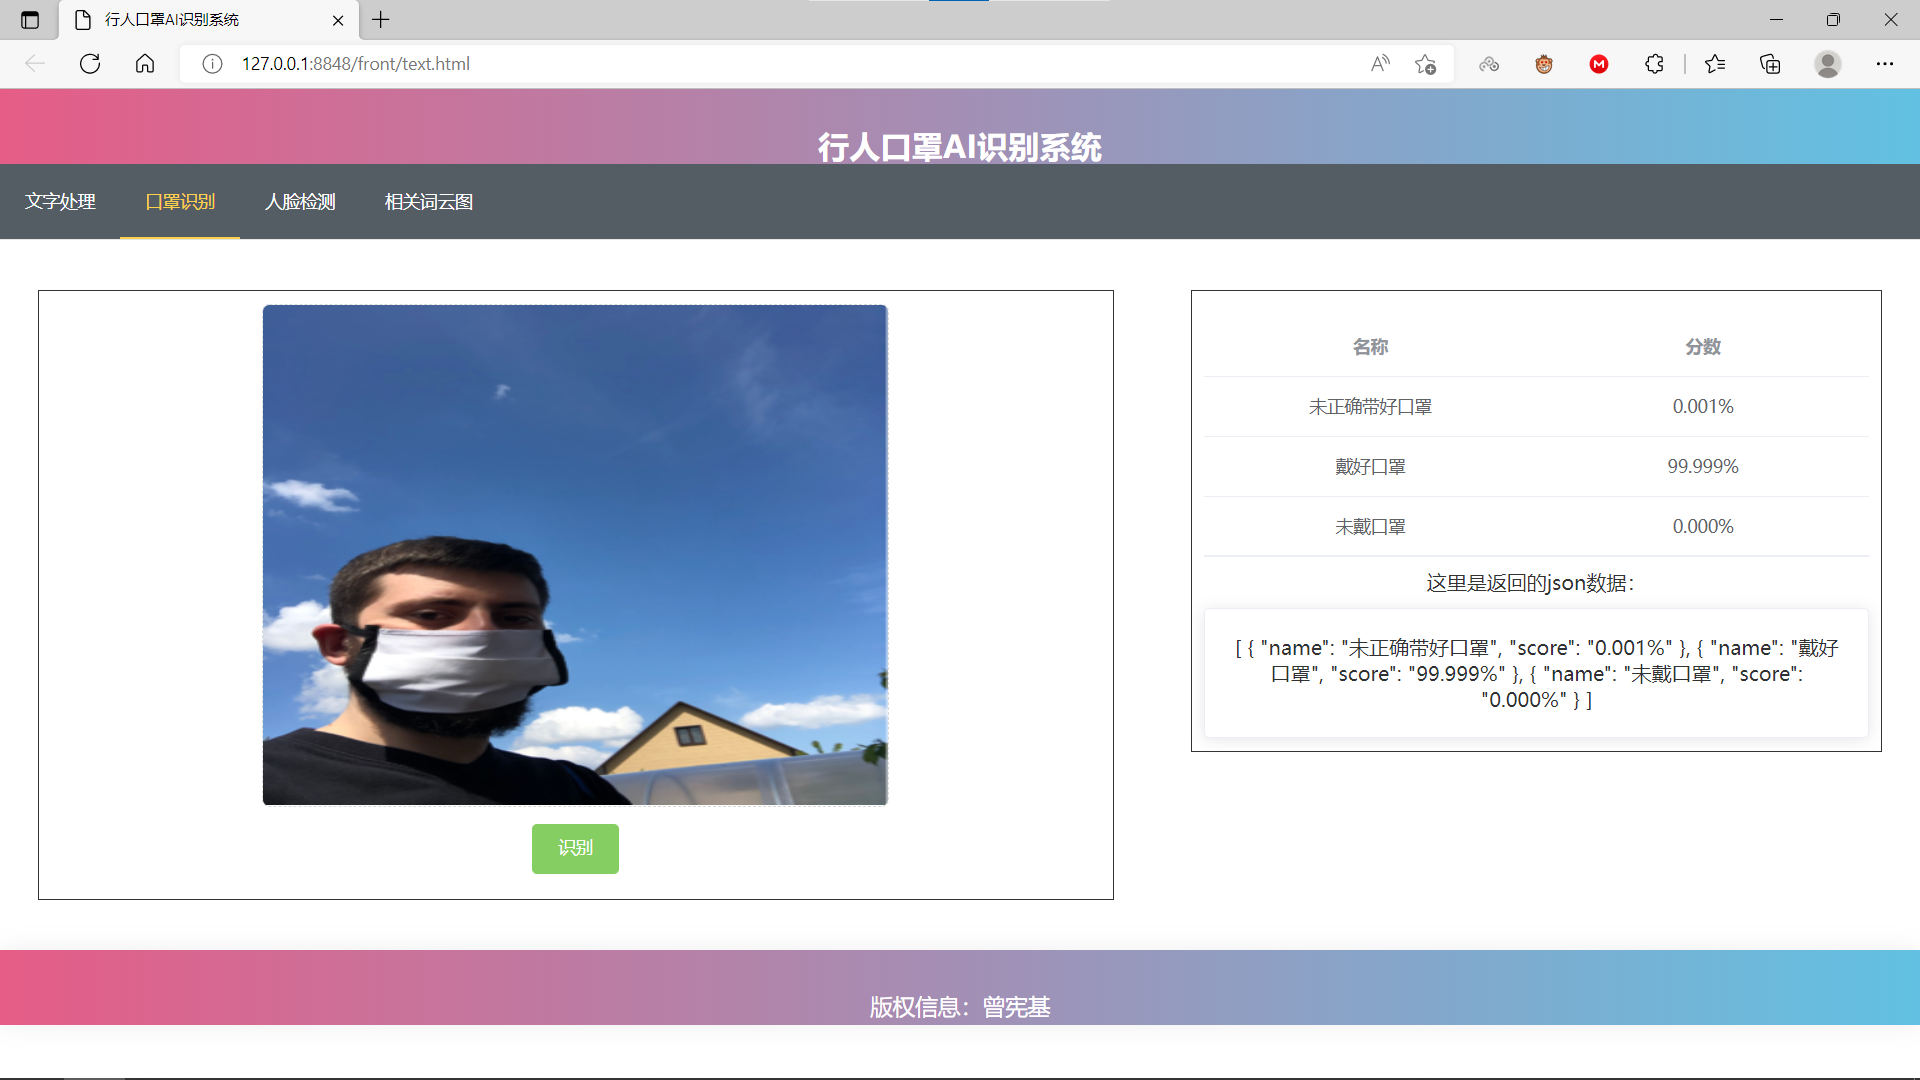 行人口罩AI识别系统
127.0.0.1:8848/front/text.html
行人口罩AI识别系统
文字处理 口罩识别 人脸检测 相关词云图
名称 分数
未正确带好口罩 0.001%
戴好口罩 99.999%
未戴口罩 0.000%
这里是返回的json数据：
[ { "name": "未正确带好口罩", "score": "0.001%" }, { "name": "戴好
口罩", "score": "99.999%" }, { "name": "未戴口罩", "score":
"0.000%" } ]
识别
版权信息：曾宪基